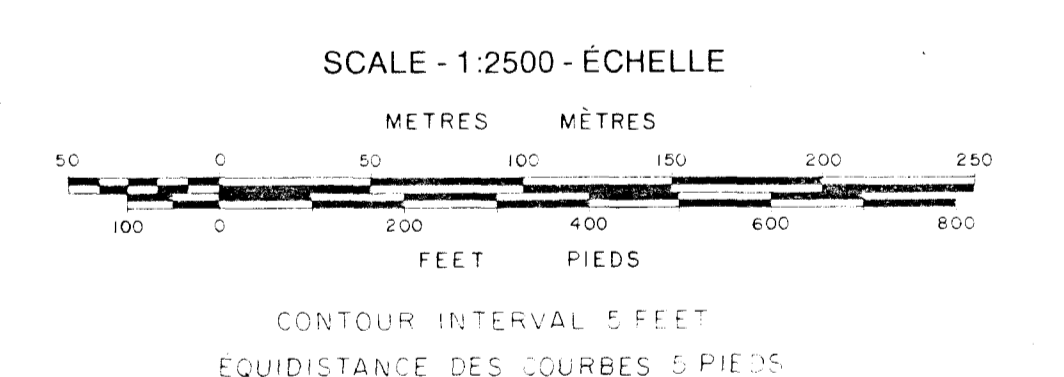 SCALE - 1:2500 - ÉCHELLE
METRES MÈTRES
50 0 50 100 150 200 250
100 0 200 400 600 800
FEET PIEDS
CONTOUR INTERVAL 5 FEET
ÉQUIDISTANCE DES COURBES 5 PIEDS